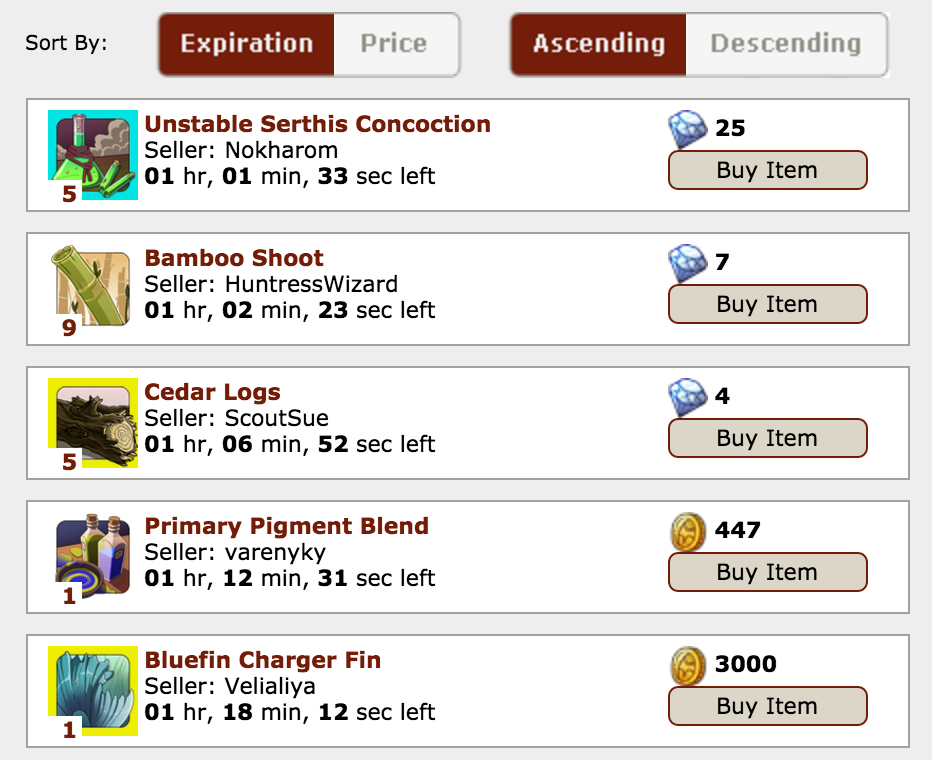 Sort By: Expiration Price Ascending Descending
Unstable Serthis Concoction
Seller: Nokharom
01 hr, 01 min, 33 sec left
5
25
Buy Item
Bamboo Shoot
Seller: HuntressWizard
01 hr, 02 min, 23 sec left
9
7
Buy Item
Cedar Logs
Seller: ScoutSue
01 hr, 06 min, 52 sec left
5
4
Buy Item
Primary Pigment Blend
Seller: varenyky
01 hr, 12 min, 31 sec left
1
447
Buy Item
Bluefin Charger Fin
Seller: Velialiya
01 hr, 18 min, 12 sec left
1
3000
Buy Item